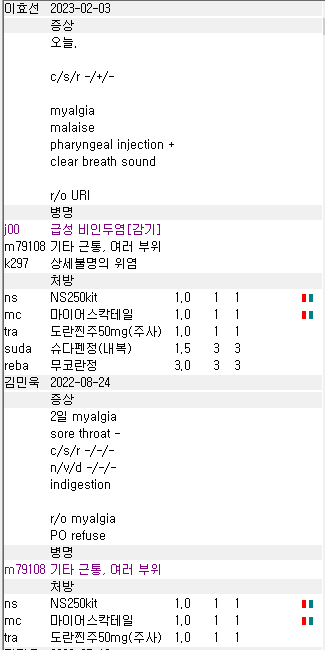 이효선 2023-02-03
증상
오늘,
c/s/r -/+/-
myalgia
malaise
pharyngeal injection +
clear breath sound
r/o URI
병명
j00 급성 비인두염[감기]
m79108 기타 근통, 여러 부위
k297 상세불명의 위염
처방
ns NS250kit 1.0 1 1
mc 마이어스칵테일 1.0 1 1
tra 도란찐주50mg(주사) 1.0 1 1
suda 슈다펜정(내복) 1.5 3 3
reba 무코란정 3.0 3 3
김민욱 2022-08-24
증상
2일 myalgia
sore throat -
c/s/r -/-/-
n/v/d -/-/-
indigestion
r/o myalgia
PO refuse
병명
m79108 기타 근통, 여러 부위
처방
ns NS250kit 1.0 1 1
mc 마이어스칵테일 1.0 1 1
tra 도란찐주50mg(주사) 1.0 1 1